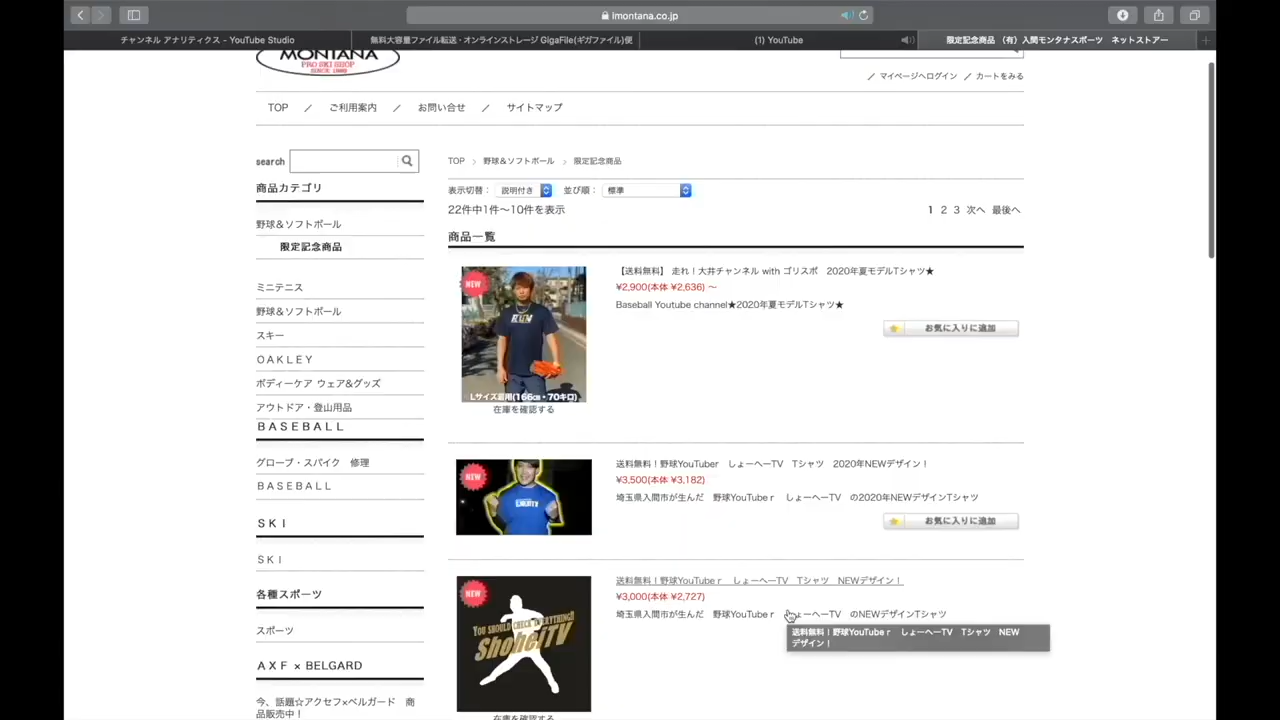 lmontana.co.jp
チャンネル アナリティクス - YouTube Studio
無料大容量ファイル転送・オンラインストレージ GigaFile(ギガファイル)便
(1) YouTube
限定記念商品 (有) 入間モンタナスポーツ ネットストアー
MONTANA
PRO SKI SHOP
マイページへログイン
カートをみる
TOP ／ ご利用案内 ／ お問い合せ ／ サイトマップ
search
TOP > 野球&ソフトボール > 限定記念商品
商品カテゴリ
表示切替： 説明付き 並び順： 標準
22件中1件〜10件を表示
1 2 3 次へ 最後へ
野球&ソフトボール
限定記念商品
ミニテニス
野球&ソフトボール
スキー
ＯＡＫＬＥＹ
ボディーケア ウェア&グッズ
アウトドア・登山用品
ＢＡＳＥＢＡＬＬ
グローブ・スパイク 修理
ＢＡＳＥＢＡＬＬ
ＳＫＩ
ＳＫＩ
各種スポーツ
スポーツ
ＡＸＦ×ＢＥＬＧＡＲＤ
今、話題☆アクセフ×ベルガード 商
品販売中！
商品一覧
NEW
RUN
Lサイズ着用(166㎝・70キロ)
在庫を確認する
【送料無料】 走れ！大井チャンネル with ゴリスポ 2020年夏モデルTシャツ★
¥2,900(本体 ¥2,636) 〜
Baseball Youtube channel★2020年夏モデルTシャツ★
お気に入りに追加
NEW
送料無料！野球YouTuber しょーへーTV Tシャツ 2020年NEWデザイン！
¥3,500(本体 ¥3,182)
埼玉県入間市が生んだ 野球YouTubeｒ しょーへーTV の2020年NEWデザインTシャツ
お気に入りに追加
NEW
YOU SHOULD CHECK EVERYTHING!!
ShoheiTV
在庫を確認する
送料無料！野球YouTubeｒ しょーへーTV Tシャツ NEWデザイン！
¥3,000(本体 ¥2,727)
埼玉県入間市が生んだ 野球YouTubeｒ しょーへーTV のNEWデザインTシャツ
送料無料！野球YouTubeｒ しょーへーTV Tシャツ NEW
デザイン！